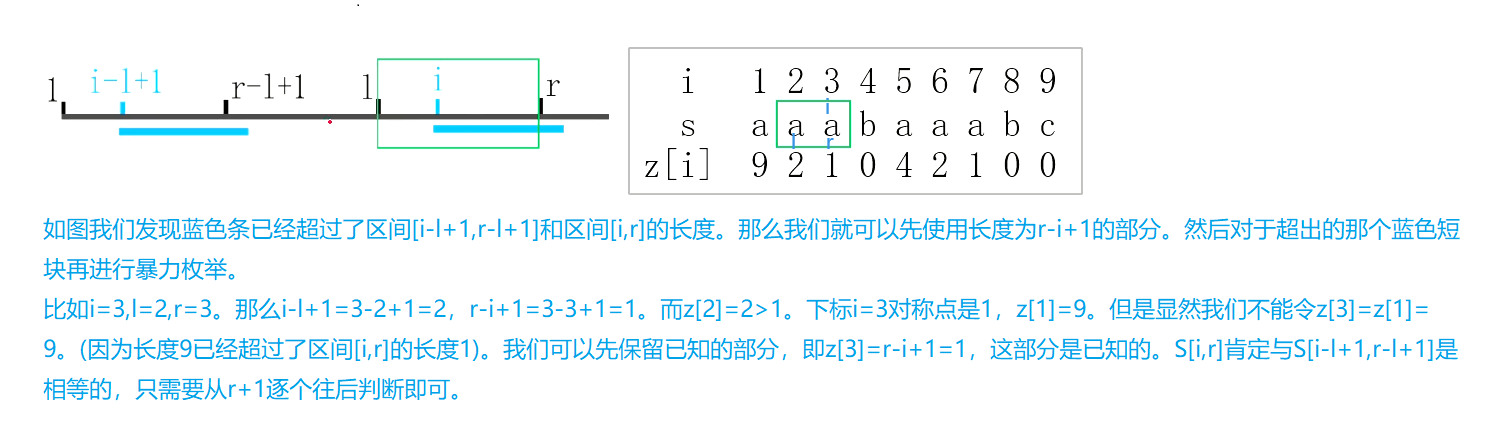 1 i-l+1 r-l+1 l i r
i 1 2 3 4 5 6 7 8 9
s a a a b a a a b c
z[i] 9 2 1 0 4 2 1 0 0
l r i
如图我们发现蓝色条已经超过了区间[i-l+1,r-l+1]和区间[i,r]的长度。那么我们就可以先使用长度为r-i+1的部分。然后对于超出的那个蓝色短
块再进行暴力枚举。
比如i=3,l=2,r=3。那么i-l+1=3-2+1=2，r-i+1=3-3+1=1。而z[2]=2>1。下标i=3对称点是1，z[1]=9。但是显然我们不能令z[3]=z[1]=
9。(因为长度9已经超过了区间[i,r]的长度1)。我们可以先保留已知的部分，即z[3]=r-i+1=1，这部分是已知的。S[i,r]肯定与S[i-l+1,r-l+1]是
相等的，只需要从r+1逐个往后判断即可。